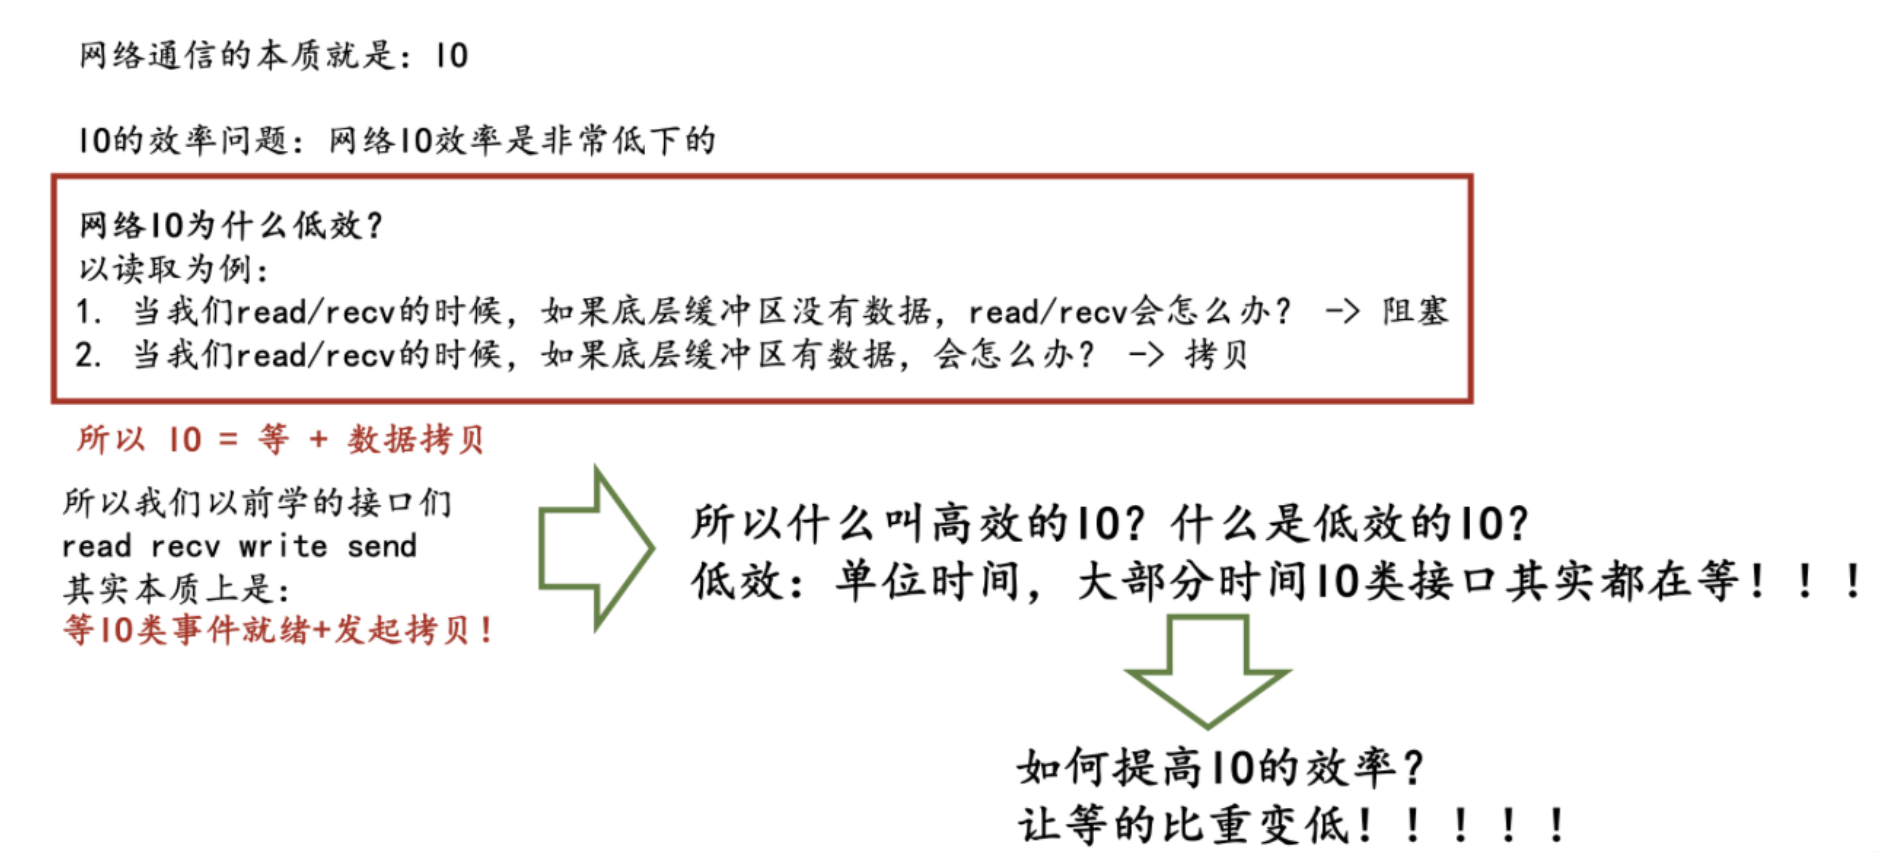 网络通信的本质就是：IO
IO的效率问题：网络IO效率是非常低下的
网络IO为什么低效？
以读取为例：
1. 当我们read/recv的时候，如果底层缓冲区没有数据，read/recv会怎么办？ -> 阻塞
2. 当我们read/recv的时候，如果底层缓冲区有数据，会怎么办？ -> 拷贝
所以 IO = 等 + 数据拷贝
所以我们以前学的接口们
read recv write send
其实本质上是：
等IO类事件就绪+发起拷贝！
所以什么叫高效的IO？什么是低效的IO？
低效：单位时间，大部分时间IO类接口其实都在等！！！
如何提高IO的效率？
让等的比重变低！！！！！